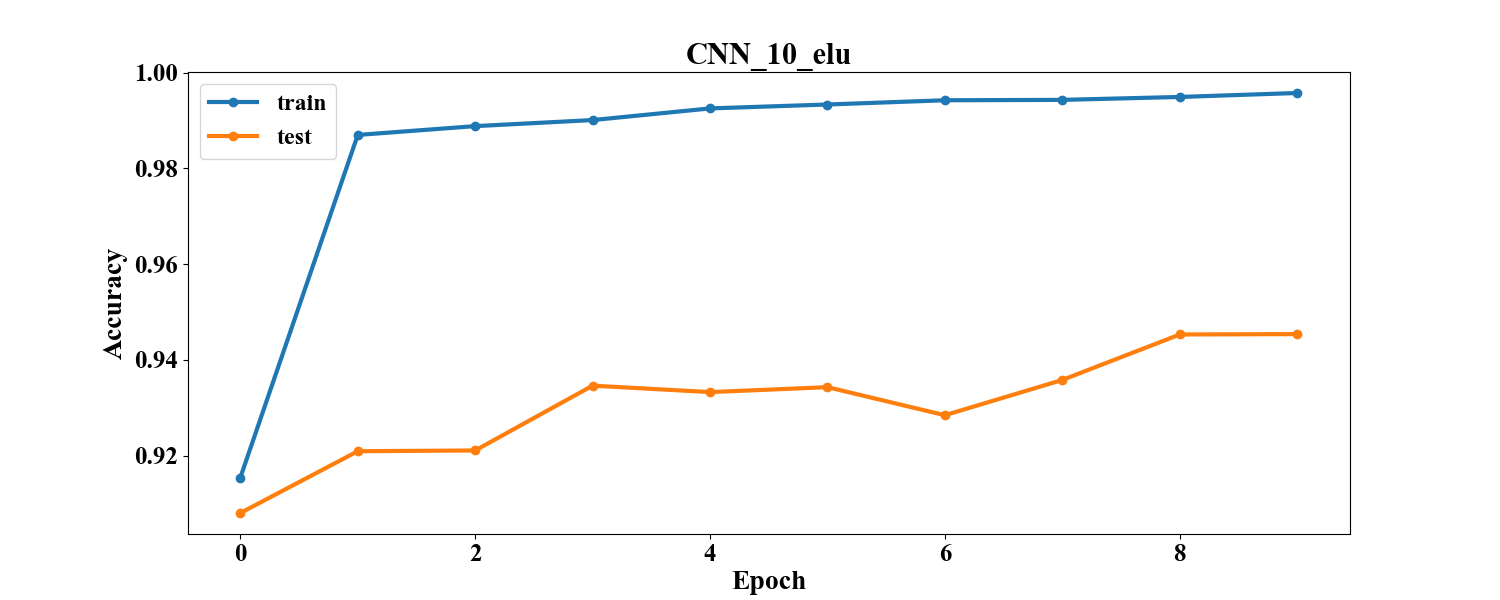 CNN_10_elu
1.00
0.98
0.96
0.94
0.92
Accuracy
train
test
0 2 4 6 8
Epoch